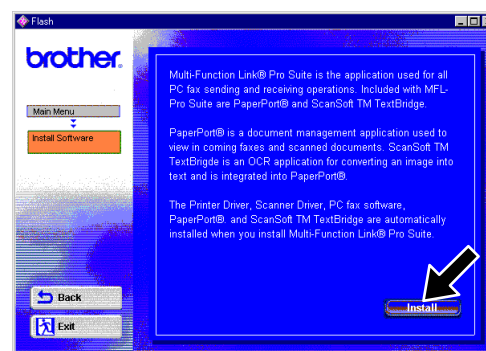 Flash
brother.
Main Menu
Install Software
Multi-Function Link® Pro Suite is the application used for all
PC fax sending and receiving operations. Included with MFL-
Pro Suite are PaperPort® and ScanSoft TM TextBridge.
PaperPort® is a document management application used to
view in coming faxes and scanned documents. ScanSoft TM
TextBrigde is an OCR application for converting an image into
text and is integrated into PaperPort®.
The Printer Driver, Scanner Driver, PC fax software,
PaperPort®. and ScanSoft TM TextBridge are automatically
installed when you install Multi-Function Link® Pro Suite.
Install
Back
Exit